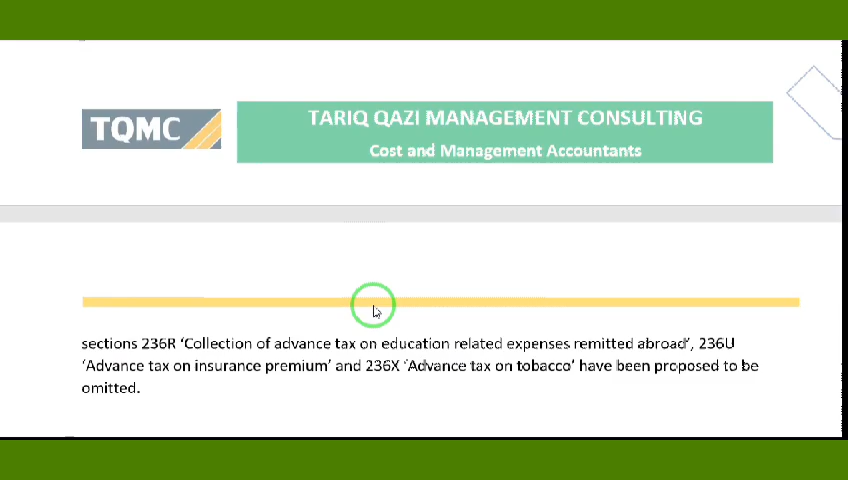 TQMC
TARIQ QAZI MANAGEMENT CONSULTING
Cost and Management Accountants
sections 236R ‘Collection of advance tax on education related expenses remitted abroad’, 236U
‘Advance tax on insurance premium’ and 236X ‘Advance tax on tobacco’ have been proposed to be
omitted.